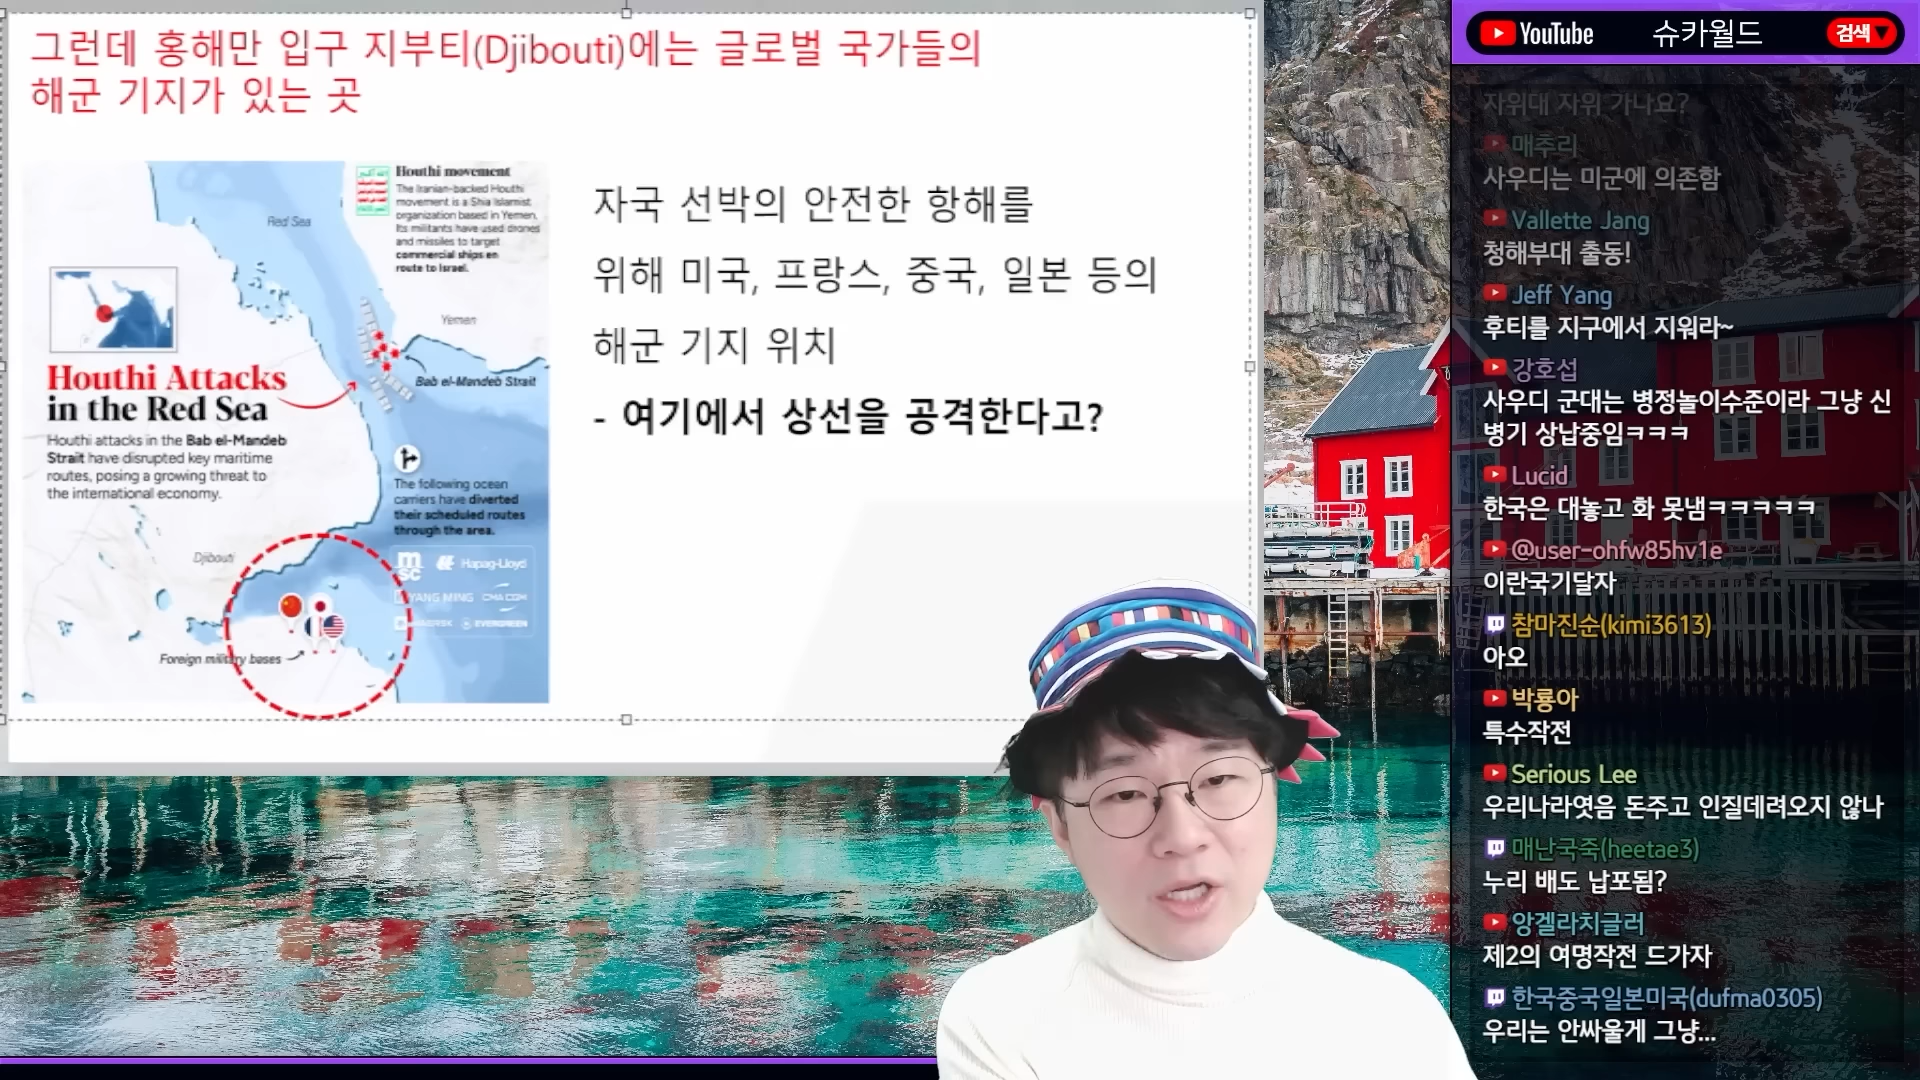 그런데 홍해만 입구 지부티(Djibouti)에는 글로벌 국가들의
해군 기지가 있는 곳
Red Sea
Houthi movement
The Iranian-backed Houthi
movement is a Shia Islamist
organization based in Yemen.
Its militants have used drones
and missiles to target
commercial ships en
route to Israel.
Yemen
Bab el-Mandeb Strait
Houthi Attacks
in the Red Sea
Houthi attacks in the Bab el-Mandeb
Strait have disrupted key maritime
routes, posing a growing threat to
the international economy.
The following ocean
carriers have diverted
their scheduled routes
through the area.
msc
Hapag-Lloyd
YANG MING
CMA CGM
MAERSK
EVERGREEN
Djibouti
Foreign military bases
자국 선박의 안전한 항해를
위해 미국, 프랑스, 중국, 일본 등의
해군 기지 위치
- 여기에서 상선을 공격한다고?
YouTube 슈카월드 검색
자위대 자위 가나요?
매추리
사우디는 미군에 의존함
Vallette Jang
청해부대 출동!
Jeff Yang
후티를 지구에서 지워라~
강호섭
사우디 군대는 병정놀이수준이라 그냥 신
병기 상납중임ㅋㅋㅋ
Lucid
한국은 대놓고 화 못냄ㅋㅋㅋㅋㅋ
@user-ohfw85hv1e
이란국기달자
참마진순(kimi3613)
아오
박룡아
특수작전
Serious Lee
우리나라엿음 돈주고 인질데려오지 않나
매난국죽(heetae3)
누리 배도 납포됨?
앙겔라치글러
제2의 여명작전 드가자
한국중국일본미국(dufma0305)
우리는 안싸울게 그냥...